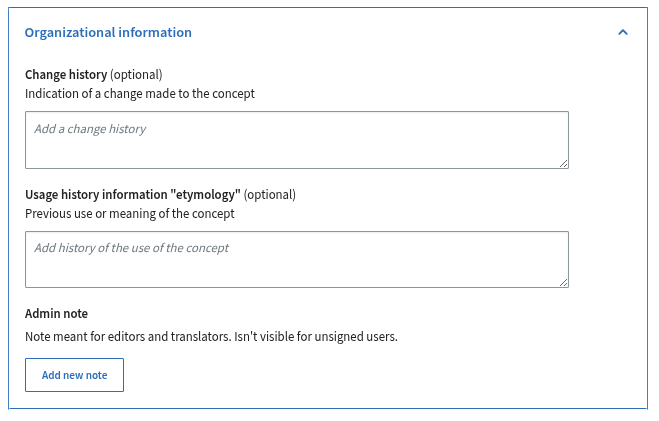 Organizational information
Change history (optional)
Indication of a change made to the concept
Add a change history
Usage history information "etymology" (optional)
Previous use or meaning of the concept
Add history of the use of the concept
Admin note
Note meant for editors and translators. Isn't visible for unsigned users.
Add new note